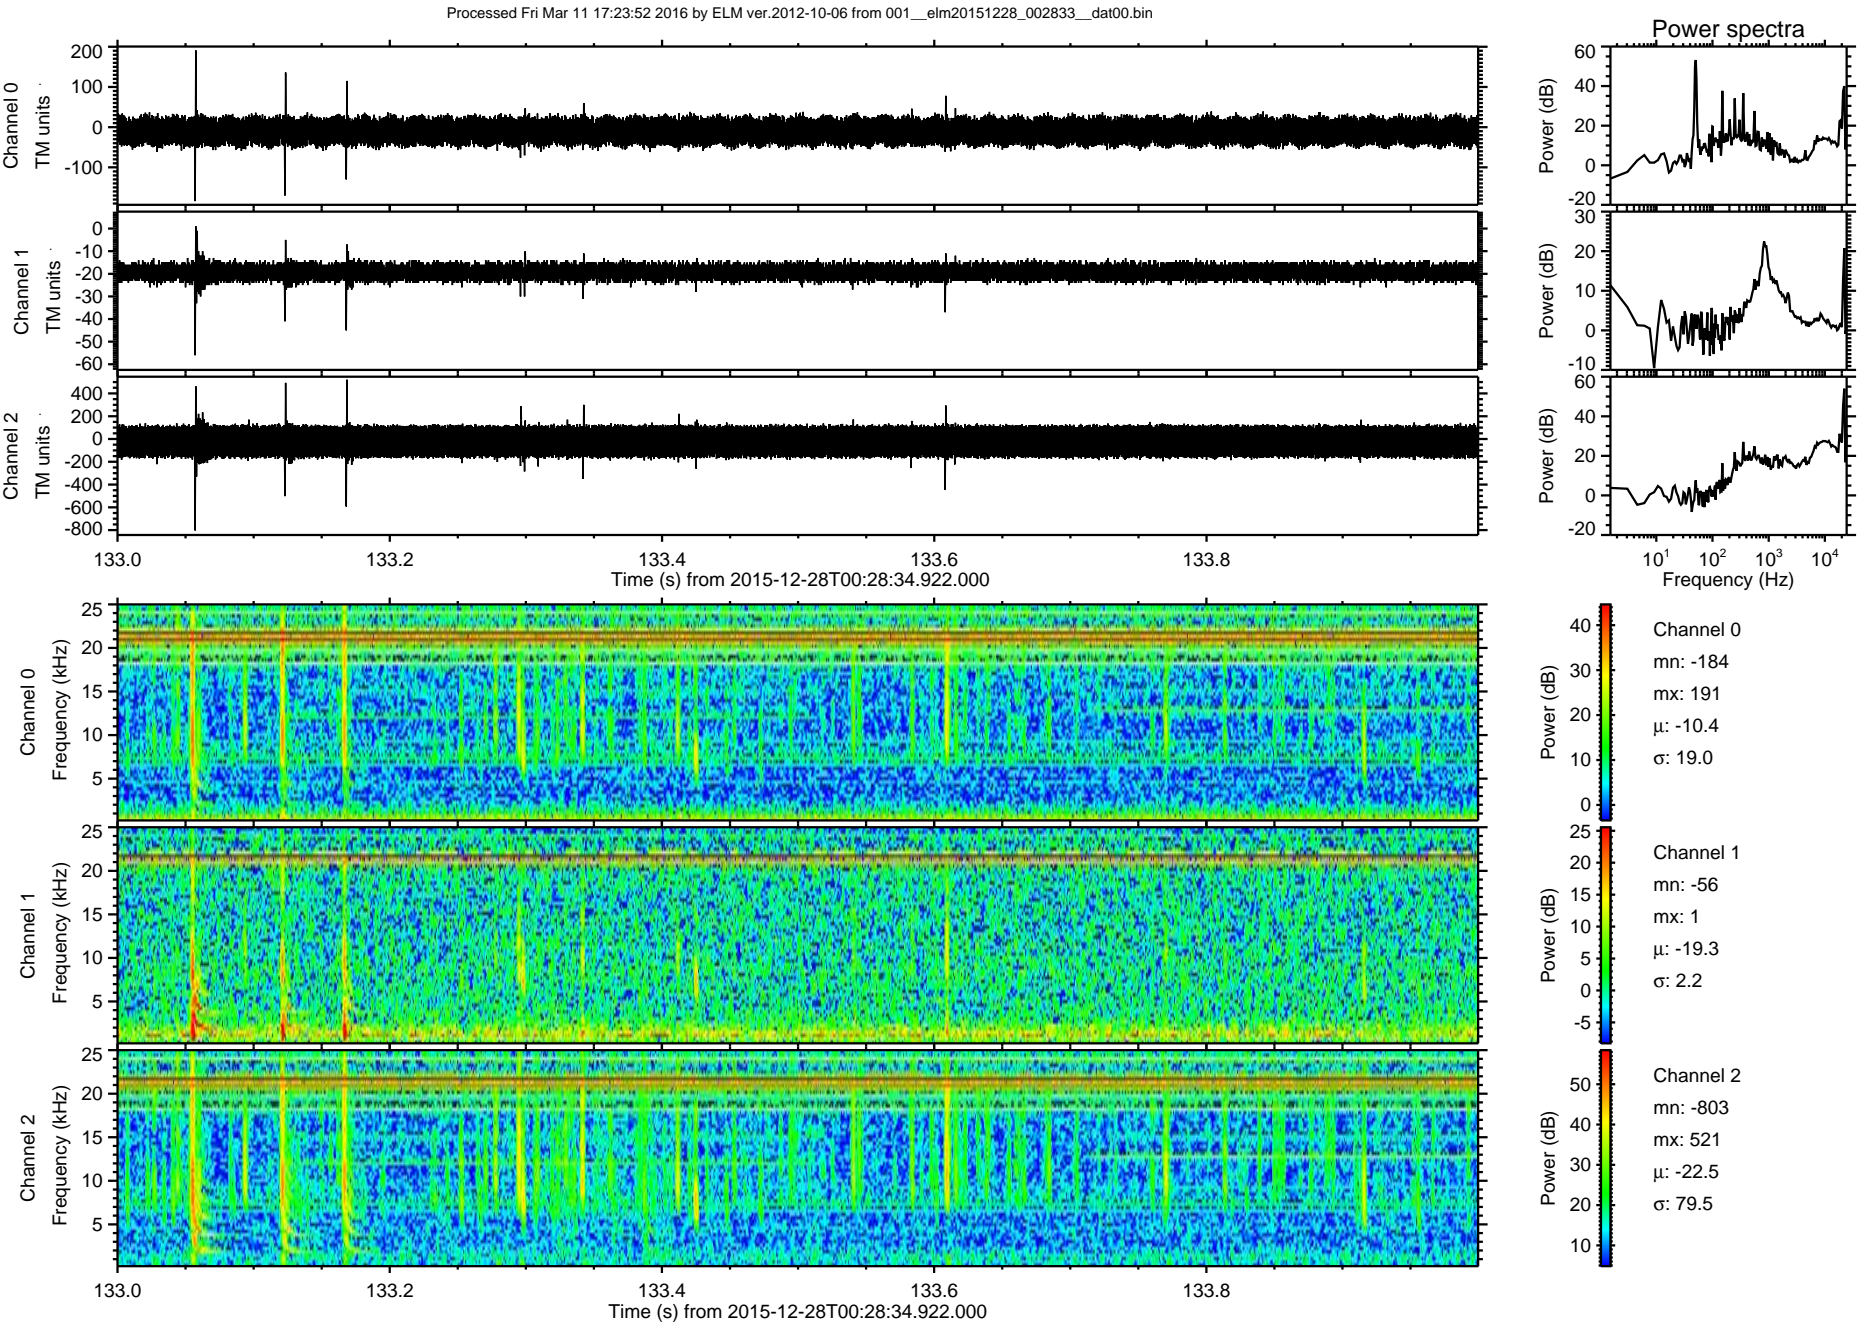 Processed Fri Mar 11 17:23:52 2016 by ELM ver.2012-10-06 from 001__elm20151228_002833__dat00.bin
Power spectra
Channel 0
TM units
200
100
0
-100
Power (dB)
60
40
20
0
-20
Channel 1
TM units
0
-10
-20
-30
-40
-50
-60
Power (dB)
30
20
10
0
-10
Channel 2
TM units
400
200
0
-200
-400
-600
-800
Power (dB)
60
40
20
0
-20
133.0 133.2 133.4 133.6 133.8
Time (s) from 2015-12-28T00:28:34.922.000
10^1 10^2 10^3 10^4
Frequency (Hz)
Channel 0
Frequency (kHz)
25
20
15
10
5
Power (dB)
40
30
20
10
0
Channel 0
mn: -184
mx: 191
μ: -10.4
σ: 19.0
Channel 1
Frequency (kHz)
25
20
15
10
5
Power (dB)
25
20
15
10
5
0
-5
Channel 1
mn: -56
mx: 1
μ: -19.3
σ: 2.2
Channel 2
Frequency (kHz)
25
20
15
10
5
Power (dB)
50
40
30
20
10
Channel 2
mn: -803
mx: 521
μ: -22.5
σ: 79.5
133.0 133.2 133.4 133.6 133.8
Time (s) from 2015-12-28T00:28:34.922.000